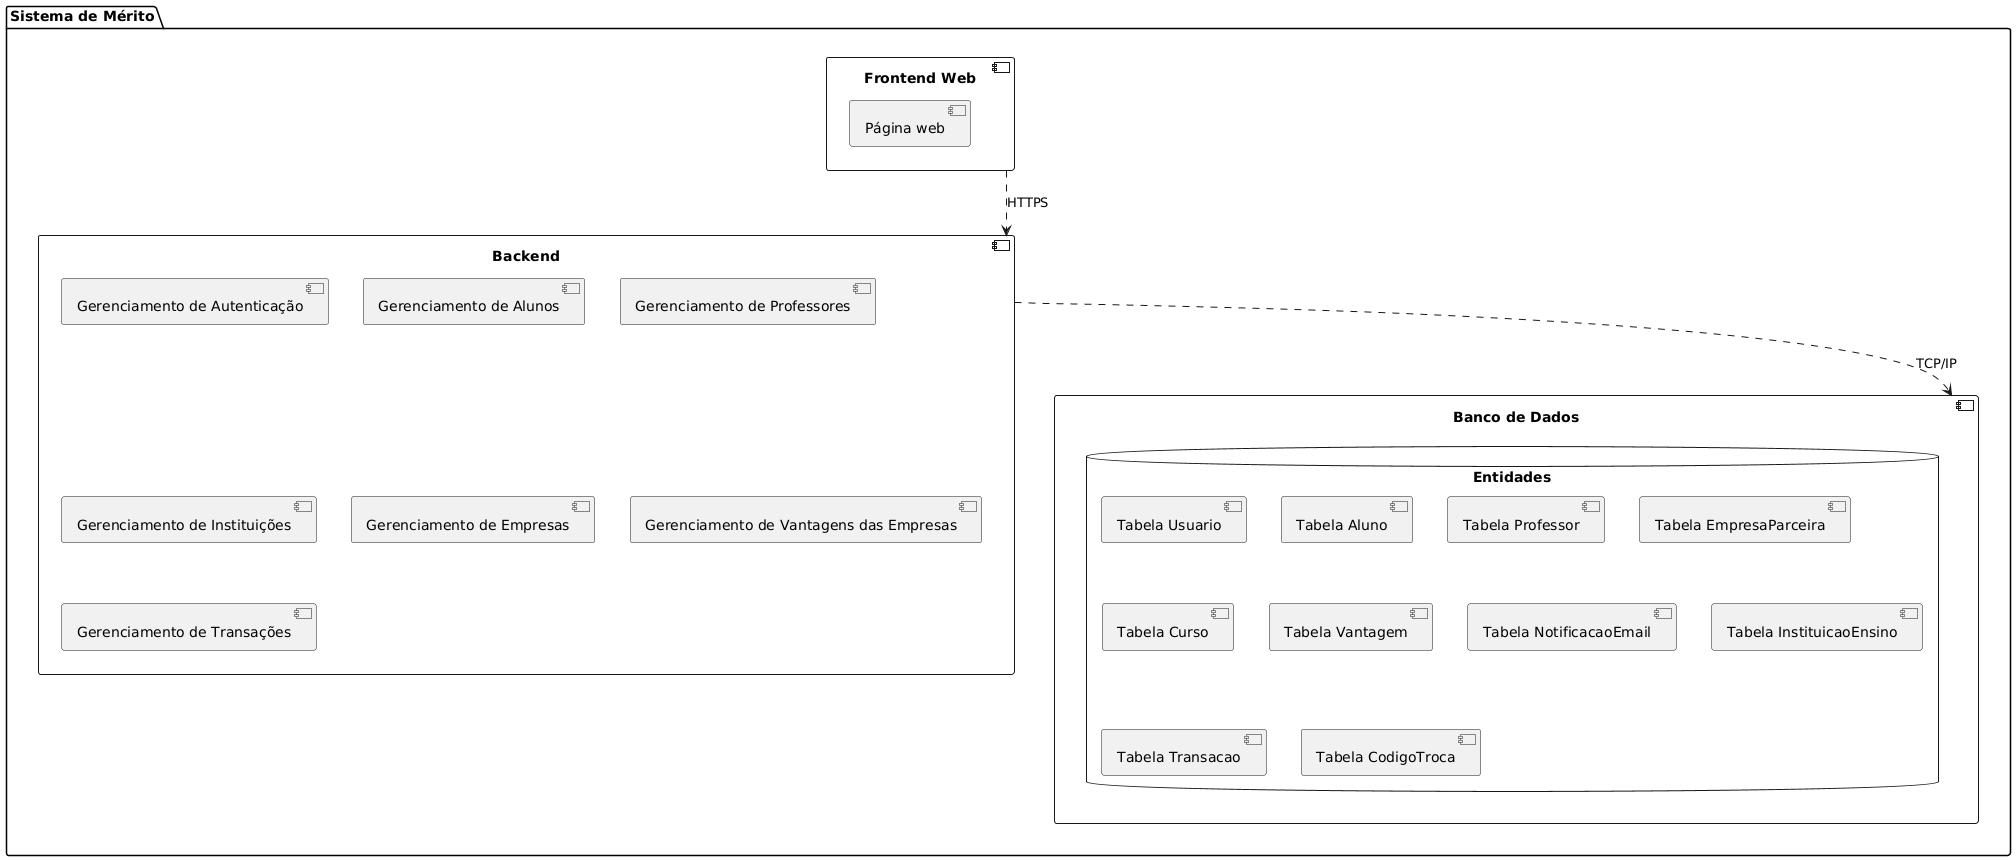 Sistema de Mérito
Frontend Web
Página web
HTTPS
Backend
Gerenciamento de Autenticação
Gerenciamento de Alunos
Gerenciamento de Professores
Gerenciamento de Instituições
Gerenciamento de Empresas
Gerenciamento de Vantagens das Empresas
Gerenciamento de Transações
TCP/IP
Banco de Dados
Entidades
Tabela Usuario
Tabela Aluno
Tabela Professor
Tabela EmpresaParceira
Tabela Curso
Tabela Vantagem
Tabela NotificacaoEmail
Tabela InstituicaoEnsino
Tabela Transacao
Tabela CodigoTroca